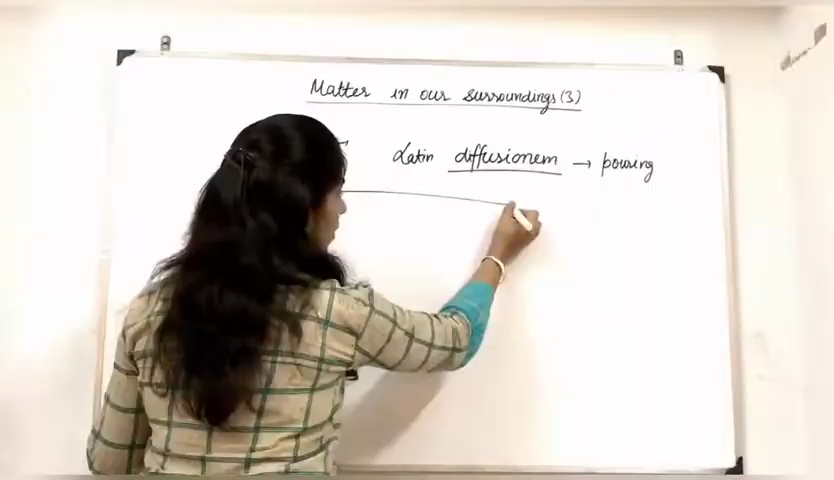 Matter in our surroundings (3)
Latin diffusionem → pouring